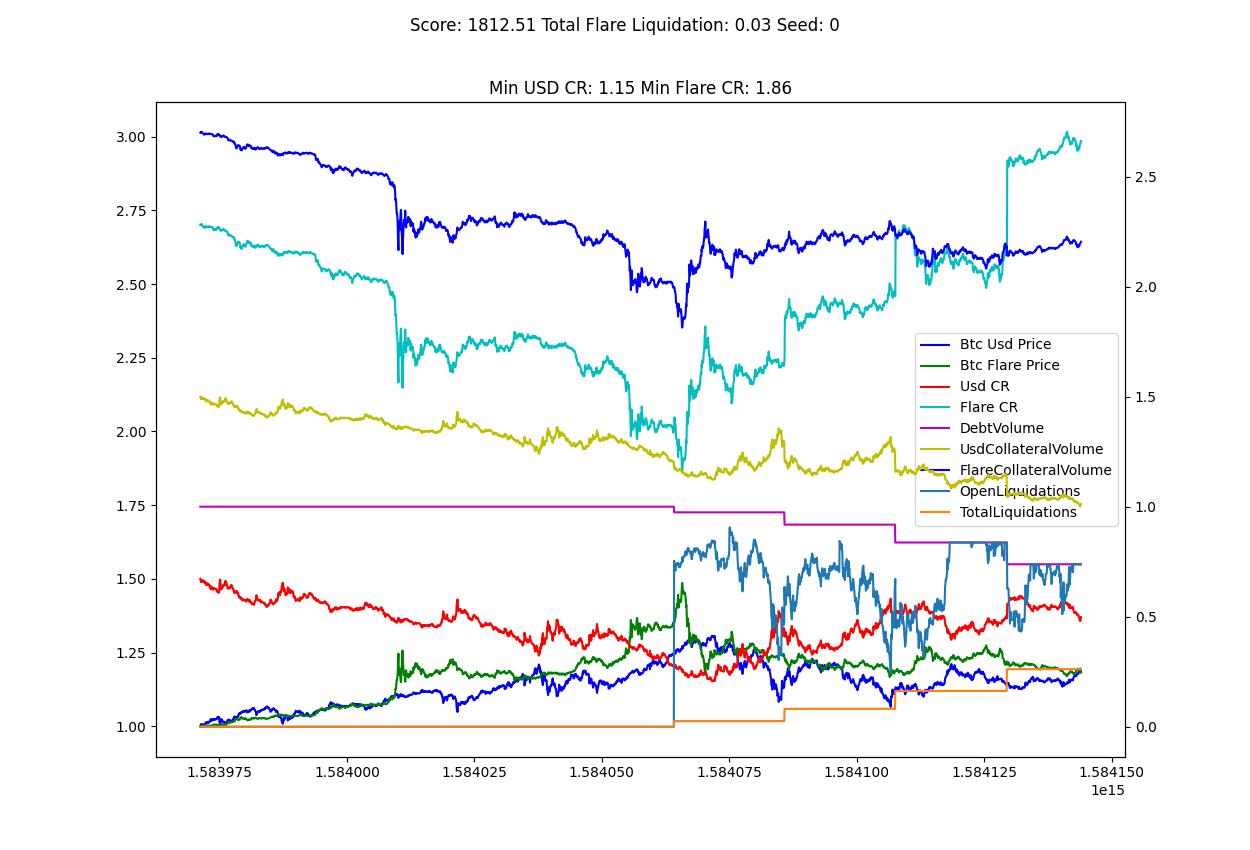 Score: 1812.51 Total Flare Liquidation: 0.03 Seed: 0
Min USD CR: 1.15 Min Flare CR: 1.86
3.00
2.75
2.50
2.25
2.00
1.75
1.50
1.25
1.00
2.5
2.0
1.5
1.0
0.5
0.0
Btc Usd Price
Btc Flare Price
Usd CR
Flare CR
DebtVolume
UsdCollateralVolume
FlareCollateralVolume
OpenLiquidations
TotalLiquidations
1.583975 1.584000 1.584025 1.584050 1.584075 1.584100 1.584125 1.584150
1e15